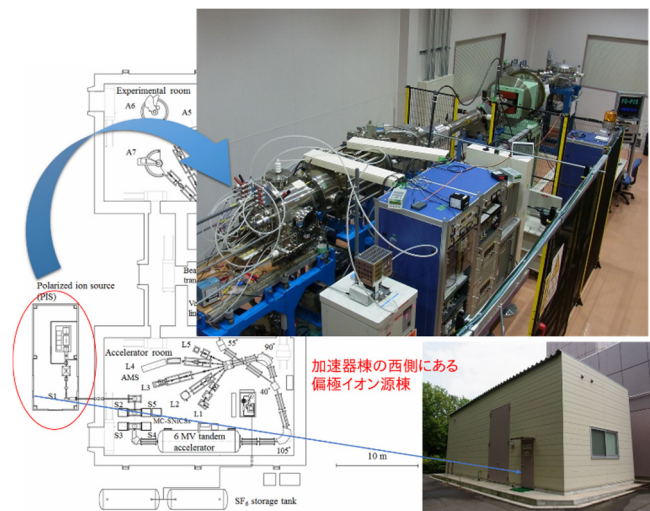 Experimental room
A6
A5
A7
Polarized ion source
(PIS)
Accelerator room
L5
55°
90°
L4
AMS
L3
40°
L2
L1
S1
S2
S5
MC-SNICSs
S3
S4
6 MV tandem
accelerator
105°
10 m
SF6 storage tank
加速器棟の西側にある
偏極イオン源棟